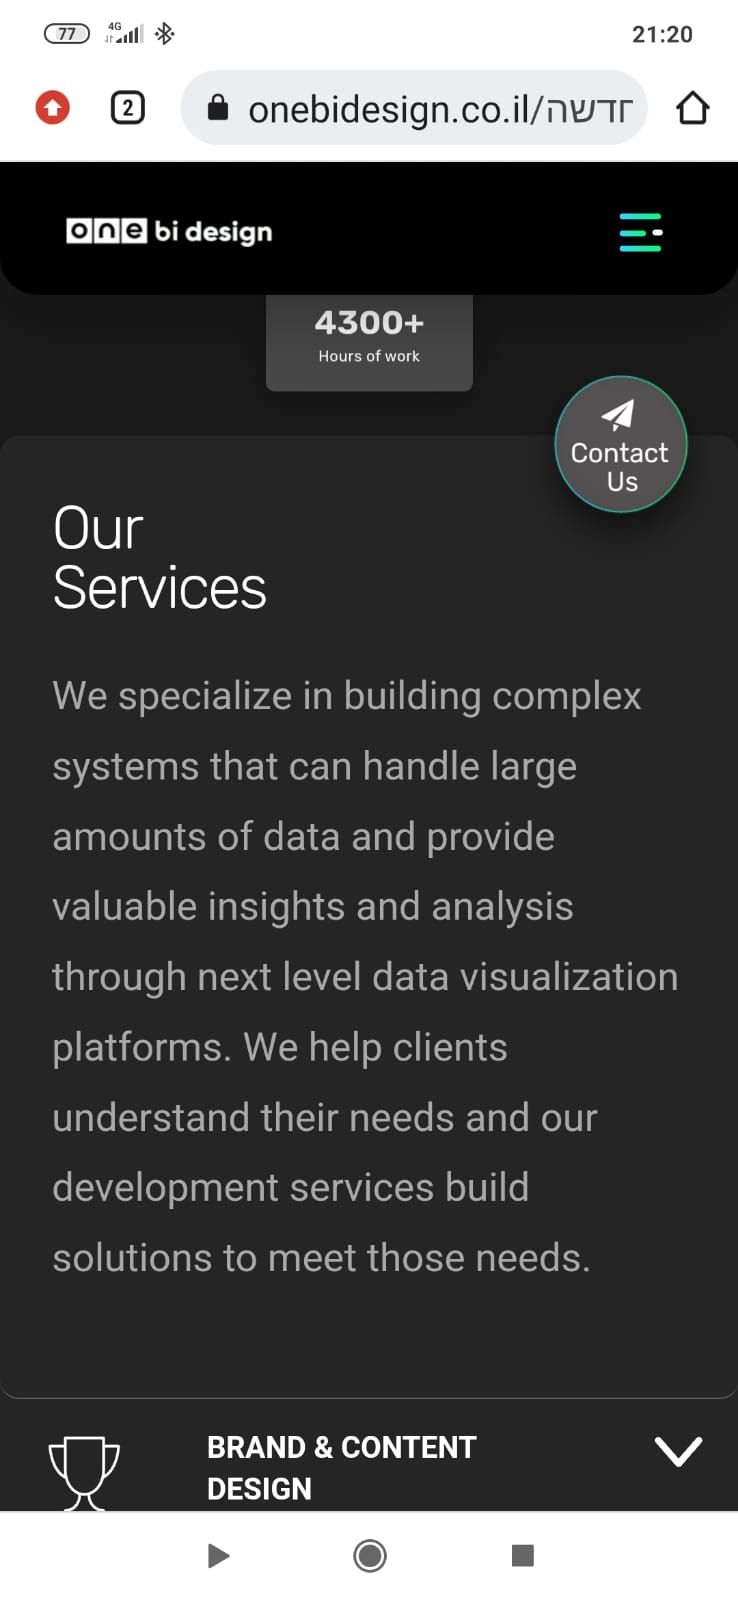 77 4G 21:20
2 onebidesign.co.il/חדשה
one bi design
4300+
Hours of work
Contact
Us
Our
Services
We specialize in building complex
systems that can handle large
amounts of data and provide
valuable insights and analysis
through next level data visualization
platforms. We help clients
understand their needs and our
development services build
solutions to meet those needs.
BRAND & CONTENT
DESIGN